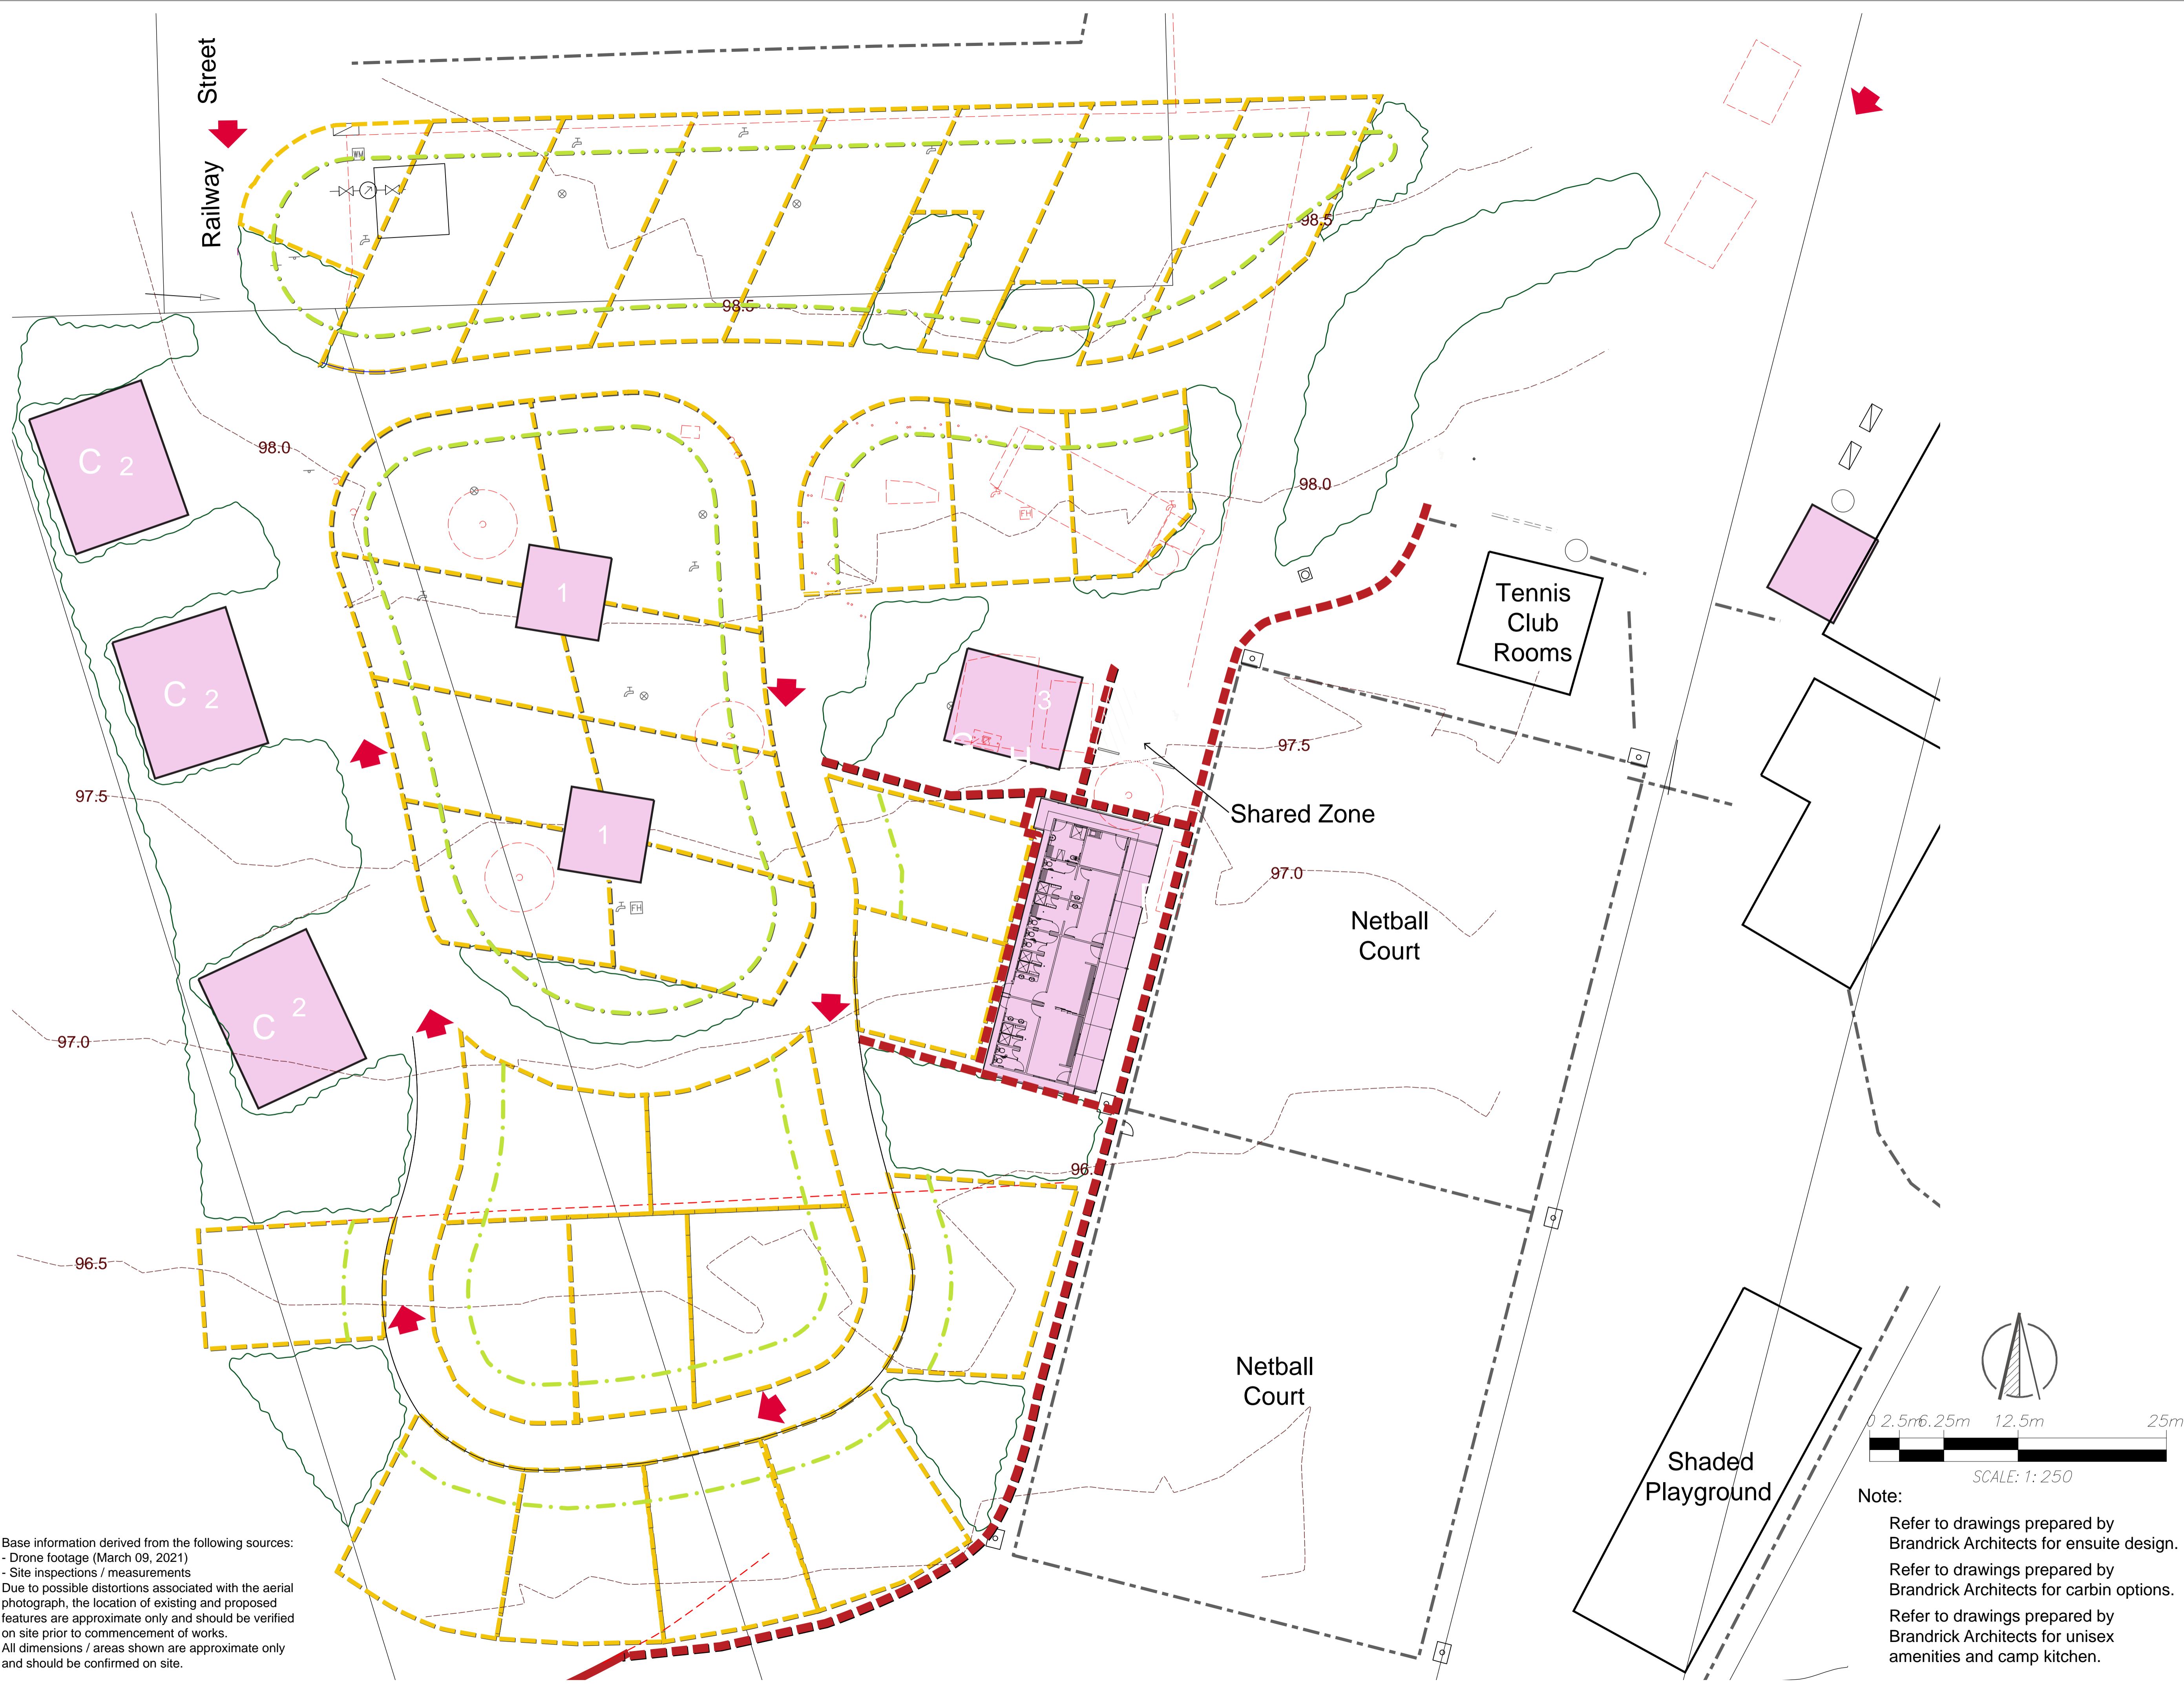 Railway Street
WM
98.5
98.5
98.0
98.0
C 2
1
FH
C 2
3
97.5
97.5
Tennis
Club
Rooms
Shared Zone
1
97.0
FH
Netball
Court
C 2
97.0
96.
96.5
Netball
Court
Shaded
Playground
0 2.5m 6.25m 12.5m 25m
SCALE: 1: 250
Note:
Refer to drawings prepared by
Brandrick Architects for ensuite design.
Refer to drawings prepared by
Brandrick Architects for carbin options.
Refer to drawings prepared by
Brandrick Architects for unisex
amenities and camp kitchen.
Base information derived from the following sources:
- Drone footage (March 09, 2021)
- Site inspections / measurements
Due to possible distortions associated with the aerial
photograph, the location of existing and proposed
features are approximate only and should be verified
on site prior to commencement of works.
All dimensions / areas shown are approximate only
and should be confirmed on site.